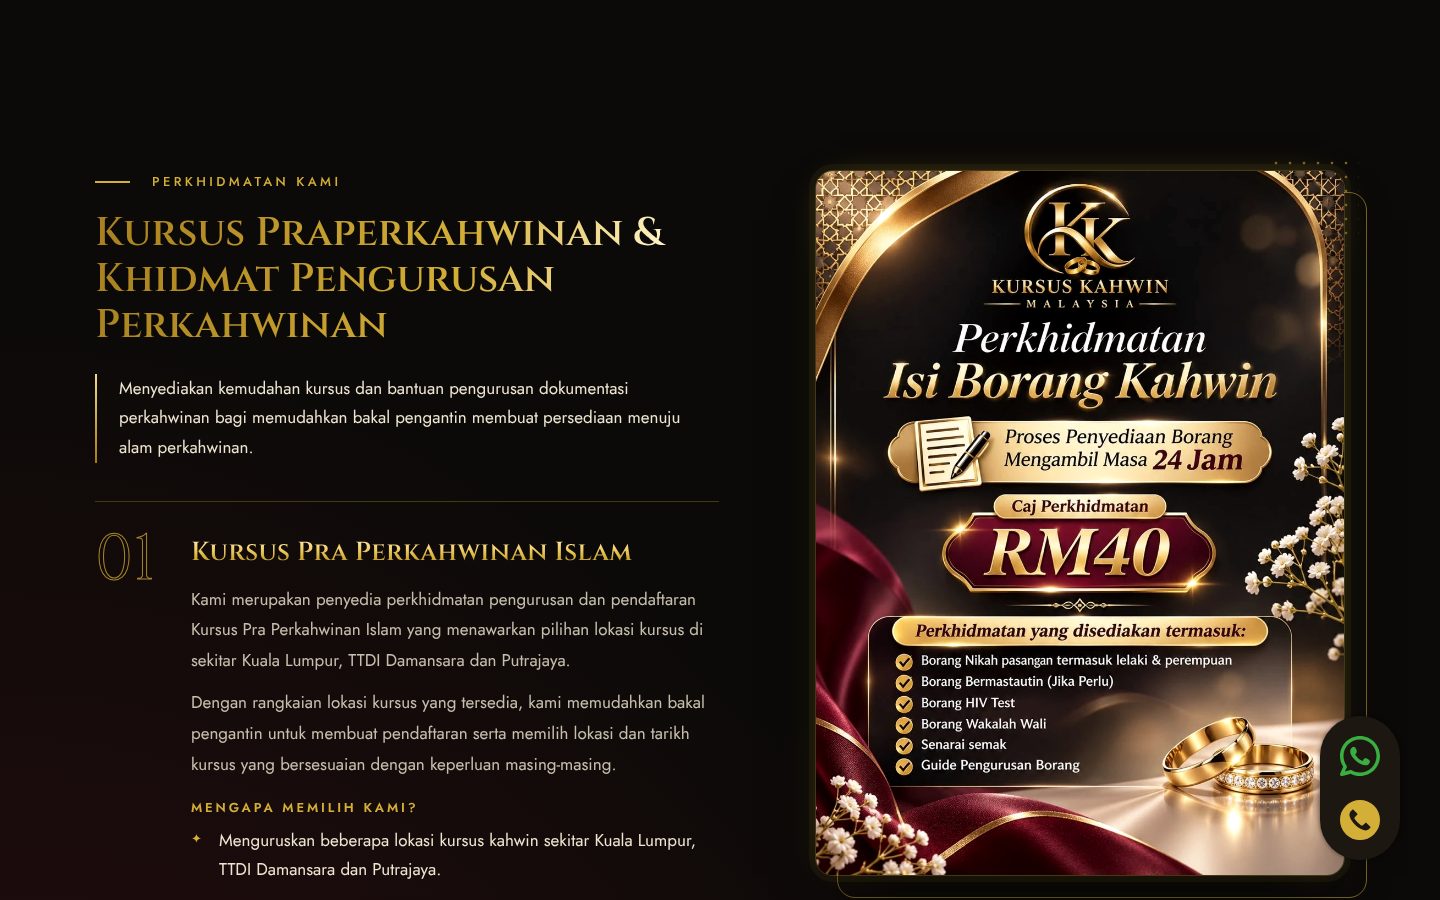 PERKHIDMATAN KAMI
KURSUS PRAPERKAHWINAN &
KHIDMAT PENGURUSAN
PERKAHWINAN
Menyediakan kemudahan kursus dan bantuan pengurusan dokumentasi
perkahwinan bagi memudahkan bakal pengantin membuat persediaan menuju
alam perkahwinan.
01
KURSUS PRA PERKAHWINAN ISLAM
Kami merupakan penyedia perkhidmatan pengurusan dan pendaftaran
Kursus Pra Perkahwinan Islam yang menawarkan pilihan lokasi kursus di
sekitar Kuala Lumpur, TTDI Damansara dan Putrajaya.
Dengan rangkaian lokasi kursus yang tersedia, kami memudahkan bakal
pengantin untuk membuat pendaftaran serta memilih lokasi dan tarikh
kursus yang bersesuaian dengan keperluan masing-masing.
MENGAPA MEMILIH KAMI?
Menguruskan beberapa lokasi kursus kahwin sekitar Kuala Lumpur,
TTDI Damansara dan Putrajaya.
KK
KURSUS KAHWIN
MALAYSIA
Perkhidmatan
Isi Borang Kahwin
Proses Penyediaan Borang
Mengambil Masa 24 Jam
Caj Perkhidmatan
RM40
Perkhidmatan yang disediakan termasuk:
Borang Nikah pasangan termasuk lelaki & perempuan
Borang Bermastautin (Jika Perlu)
Borang HIV Test
Borang Wakalah Wali
Senarai semak
Guide Pengurusan Borang